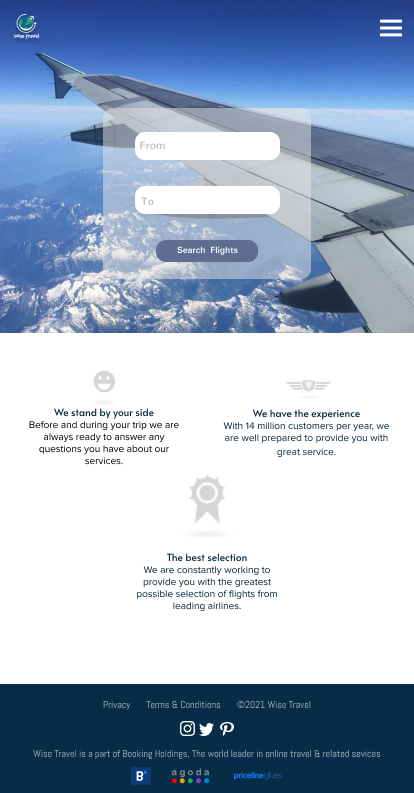 wise travel
From
To
Search Flights
We stand by your side
Before and during your trip we are
always ready to answer any
questions you have about our
services.
We have the experience
With 14 million customers per year, we
are well prepared to provide you with
great service.
The best selection
We are constantly working to
provide you with the greatest
possible selection of flights from
leading airlines.
Privacy Terms & Conditions ©2021 Wise Travel
Wise Travel is a part of Booking Holdings, The world leader in online travel & related sevices
B.
agoda
pricelinegives